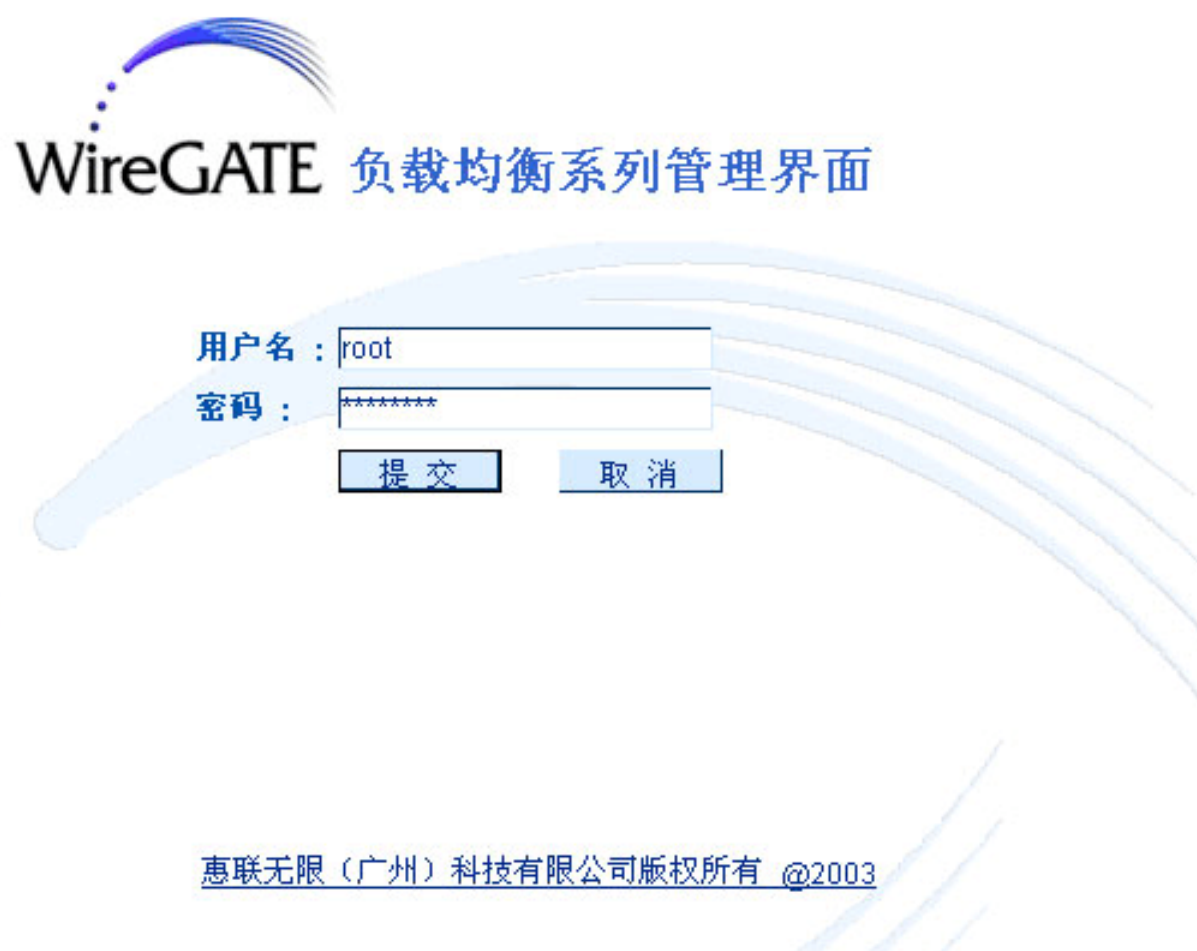 WireGATE 负载均衡系列管理界面
用户名：root
密码：********
提交 取消
惠联无限（广州）科技有限公司版权所有 @2003